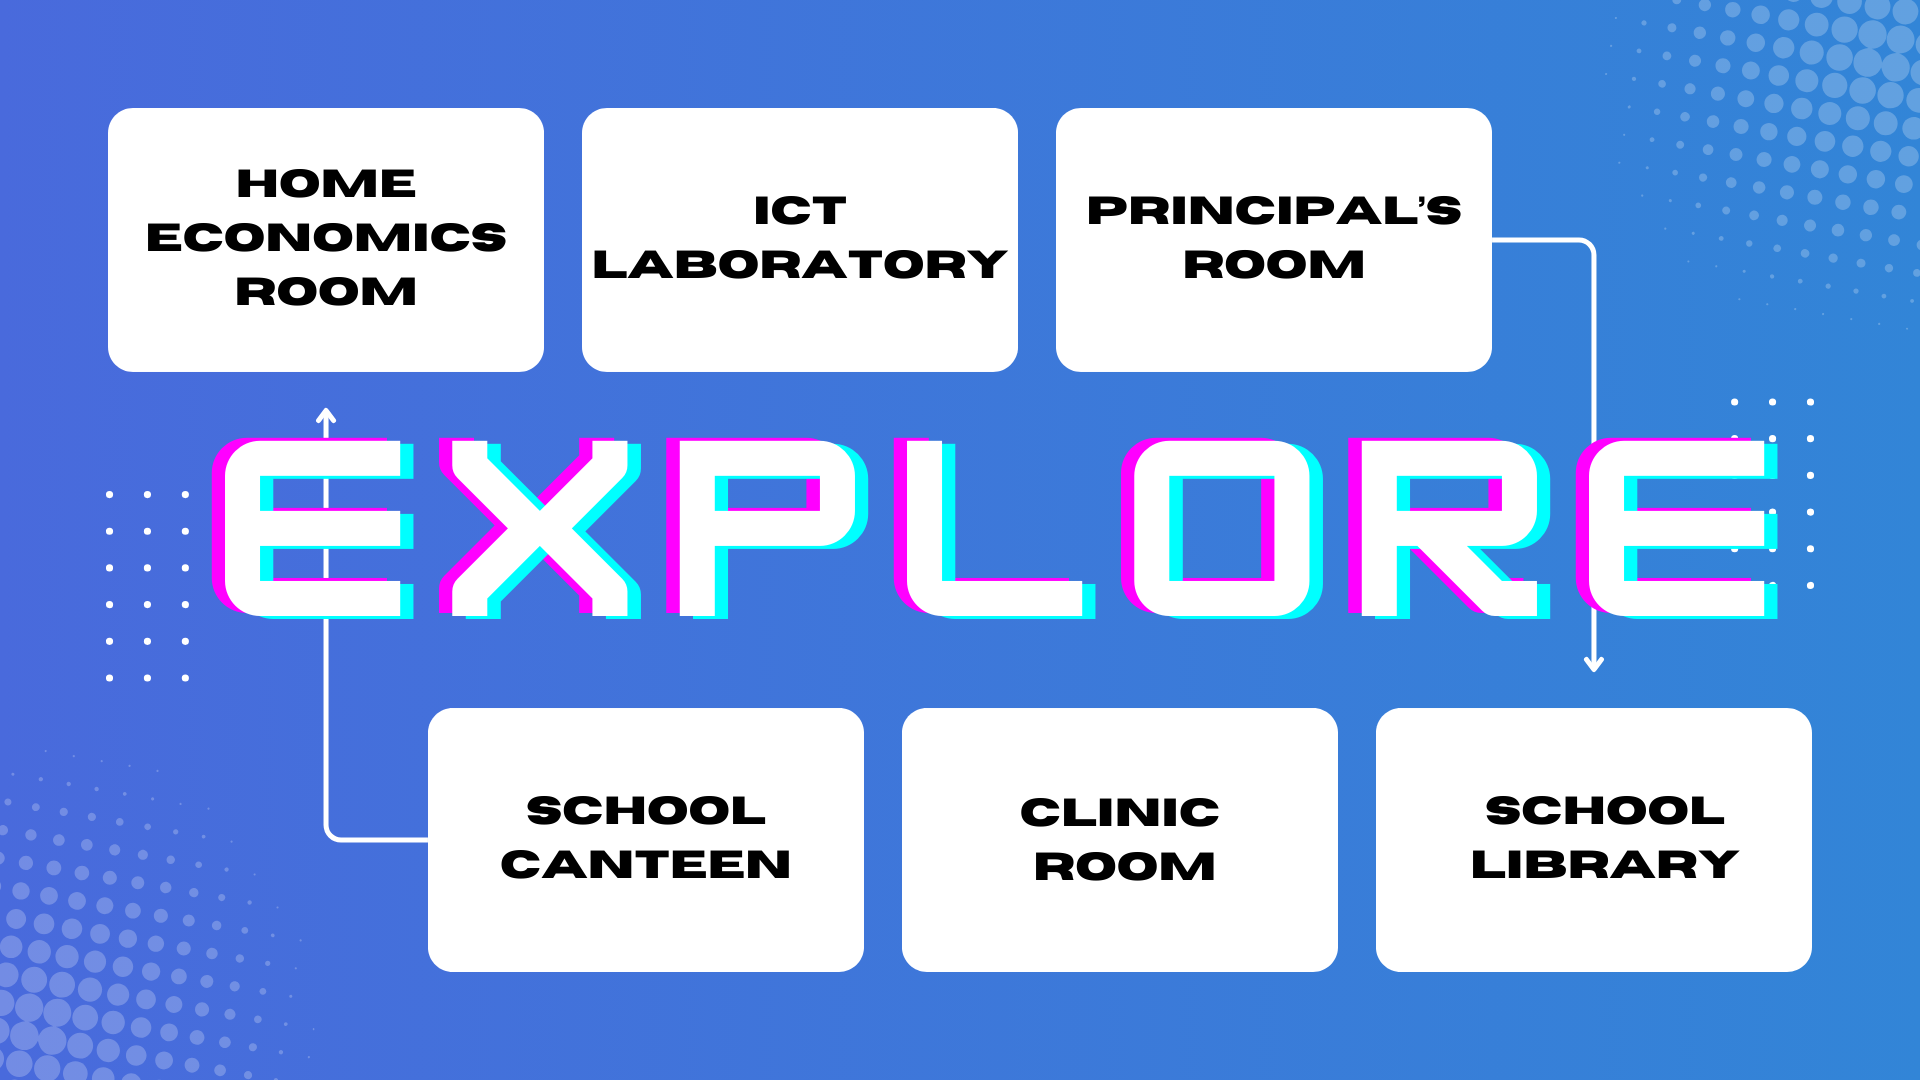 HOME
ECONOMICS
ROOM
ICT
LABORATORY
PRINCIPAL'S
ROOM
EXPLORE
SCHOOL
CANTEEN
CLINIC
ROOM
SCHOOL
LIBRARY